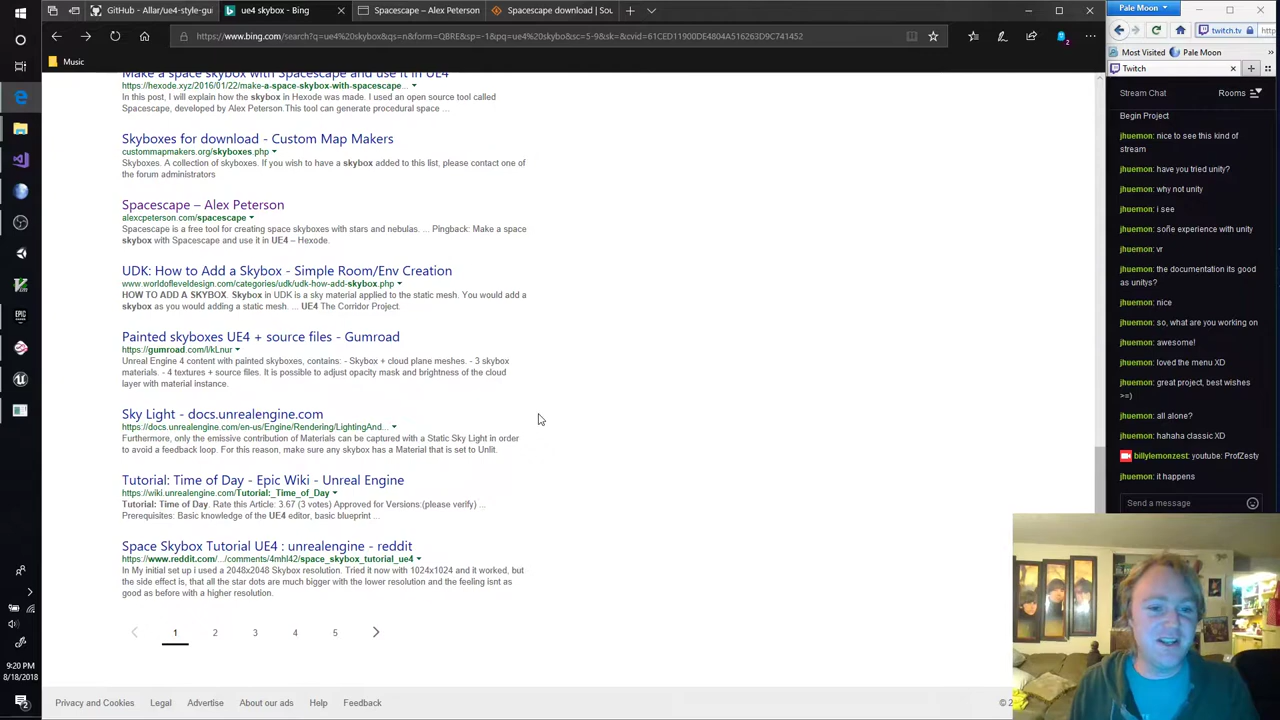 GitHub - Allar/ue4-style-gu
ue4 skybox - Bing
Spacescape – Alex Peterson
Spacescape download | Sou
https://www.bing.com/search?q=ue4%20skybox&qs=n&form=QBRE&sp=-1&pq=ue4%20skybo&sc=5-9&sk=&cvid=61CED11900DE4804A516263D9C741452
Music
Make a space skybox with Spacescape and use it in UE4
https://hexode.xyz/2016/01/22/make-a-space-skybox-with-spacescape...
In this post, I will explain how the skybox in Hexode was made. I used an open source tool called
Spacescape, developed by Alex Peterson.This tool can generate procedural space ...
Skyboxes for download - Custom Map Makers
custommapmakers.org/skyboxes.php
Skyboxes. A collection of skyboxes. If you wish to have a skybox added to this list, please contact one of
the forum administrators
Spacescape – Alex Peterson
alexcpeterson.com/spacescape
Spacescape is a free tool for creating space skyboxes with stars and nebulas. ... Pingback: Make a space
skybox with Spacescape and use it in UE4 – Hexode.
UDK: How to Add a Skybox - Simple Room/Env Creation
www.worldofleveldesign.com/categories/udk/udk-how-add-skybox.php
HOW TO ADD A SKYBOX. Skybox in UDK is a sky material applied to the static mesh. You would add a
skybox as you would adding a static mesh. ... UE4 The Corridor Project.
Painted skyboxes UE4 + source files - Gumroad
https://gumroad.com/l/kLnur
Unreal Engine 4 content with painted skyboxes, contains: - Skybox + cloud plane meshes. - 3 skybox
materials. - 4 textures + source files. It is possible to adjust opacity mask and brightness of the cloud
layer with material instance.
Sky Light - docs.unrealengine.com
https://docs.unrealengine.com/en-us/Engine/Rendering/LightingAnd...
Furthermore, only the emissive contribution of Materials can be captured with a Static Sky Light in order
to avoid a feedback loop. For this reason, make sure any skybox has a Material that is set to Unlit.
Tutorial: Time of Day - Epic Wiki - Unreal Engine
https://wiki.unrealengine.com/Tutorial:_Time_of_Day
Tutorial: Time of Day. Rate this Article: 3.67 (3 votes) Approved for Versions:(please verify) ...
Prerequisites: Basic knowledge of the UE4 editor, basic blueprint ...
Space Skybox Tutorial UE4 : unrealengine - reddit
https://www.reddit.com/.../comments/4mhl42/space_skybox_tutorial_ue4
In My initial set up i used a 2048x2048 Skybox resolution. Tried it now with 1024x1024 and it worked, but
the side effect is, that all the star dots are much bigger with the lower resolution and the feeling isnt as
good as before with a higher resolution.
1 2 3 4 5
Privacy and Cookies Legal Advertise About our ads Help Feedback
© 2
9:20 PM
8/18/2018
Pale Moon
twitch.tv
http
Most Visited Pale Moon
Twitch
Stream Chat Rooms
Begin Project
jhuemon: nice to see this kind of
stream
jhuemon: have you tried unity?
jhuemon: why not unity
jhuemon: i see
jhuemon: soñe experience with unity
jhuemon: vr
jhuemon: the documentation its good
as unitys?
jhuemon: nice
jhuemon: so, what are you working on
jhuemon: awesome!
jhuemon: loved the menu XD
jhuemon: great project, best wishes
>=)
jhuemon: all alone?
jhuemon: hahaha classic XD
billylemonzest: youtube: ProfZesty
jhuemon: it happens
Send a message